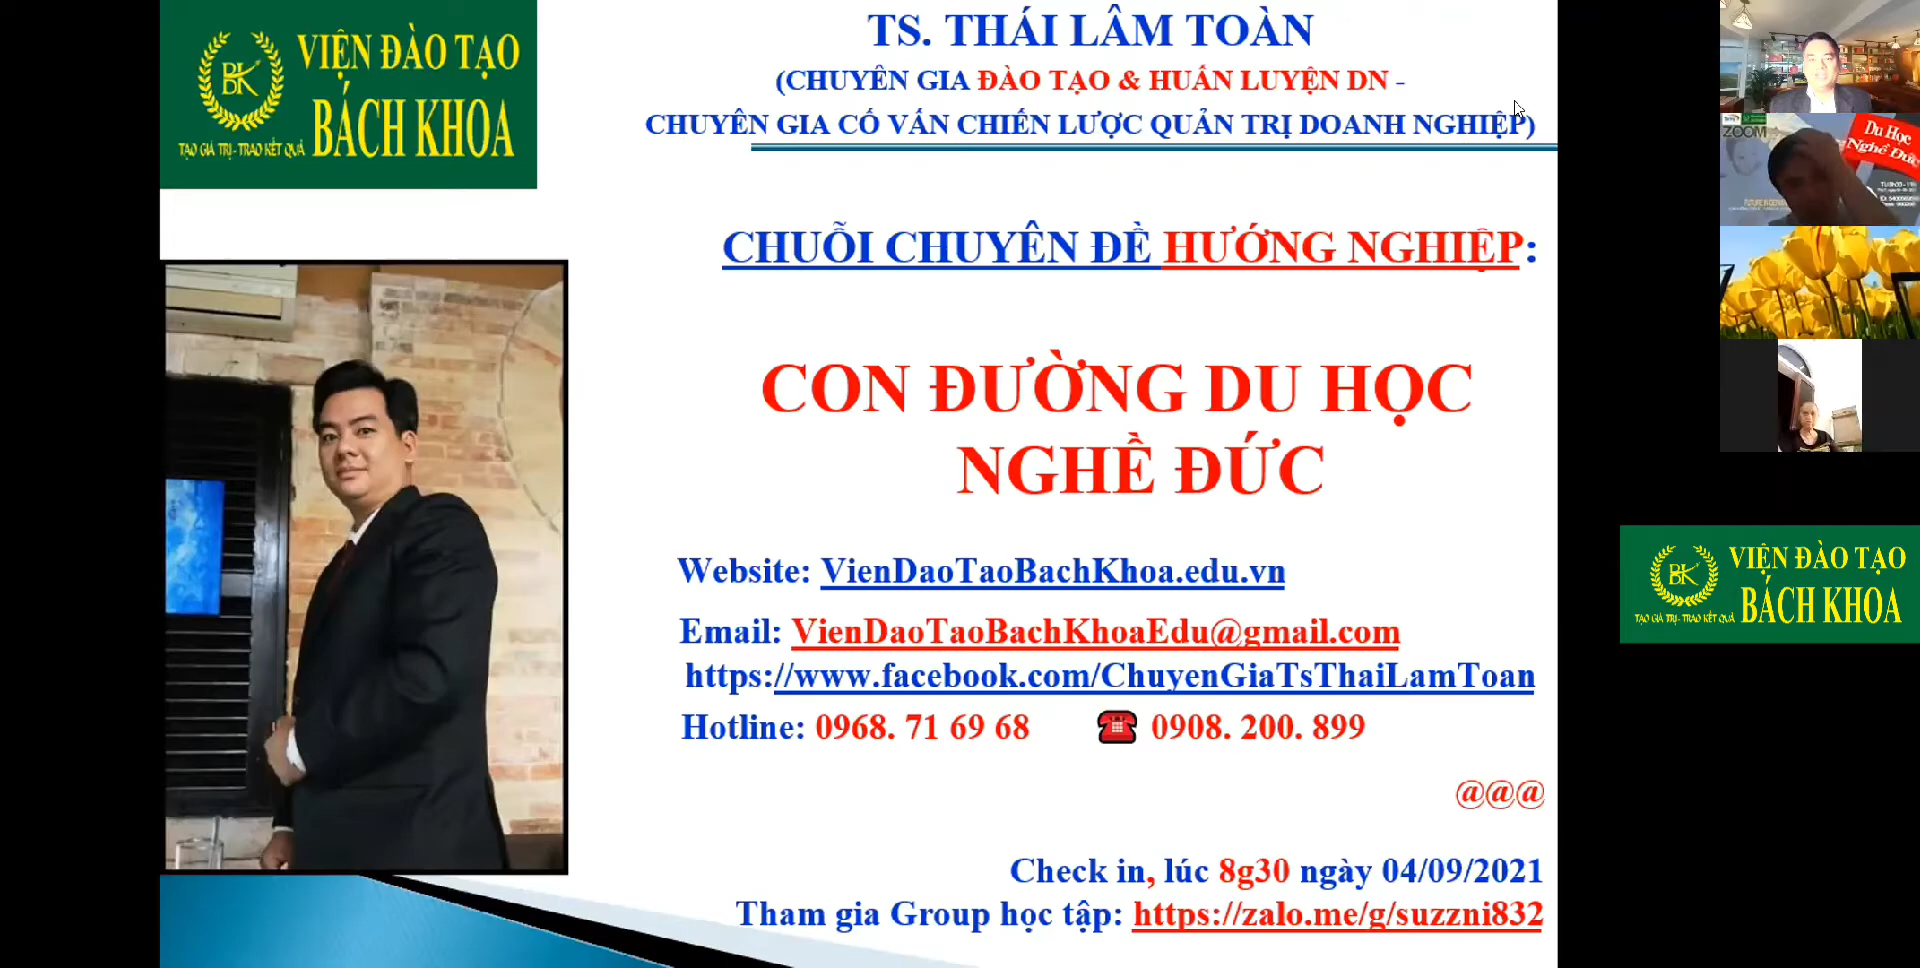 VIỆN ĐÀO TẠO
BÁCH KHOA
TẠO GIÁ TRỊ - TRAO KẾT QUẢ
BK
TS. THÁI LÂM TOÀN
(CHUYÊN GIA ĐÀO TẠO & HUẤN LUYỆN DN -
CHUYÊN GIA CỐ VẤN CHIẾN LƯỢC QUẢN TRỊ DOANH NGHIỆP)
CHUỖI CHUYÊN ĐỀ HƯỚNG NGHIỆP:
CON ĐƯỜNG DU HỌC
NGHỀ ĐỨC
Website: VienDaoTaoBachKhoa.edu.vn
Email: VienDaoTaoBachKhoaEdu@gmail.com
https://www.facebook.com/ChuyenGiaTsThaiLamToan
Hotline: 0968. 71 69 68 ☎ 0908. 200. 899
@@@
Check in, lúc 8g30 ngày 04/09/2021
Tham gia Group học tập: https://zalo.me/g/suzzni832
ZOOM
Du Học
Nghề Đức
VIỆN ĐÀO TẠO
BÁCH KHOA
TẠO GIÁ TRỊ - TRAO KẾT QUẢ
BK